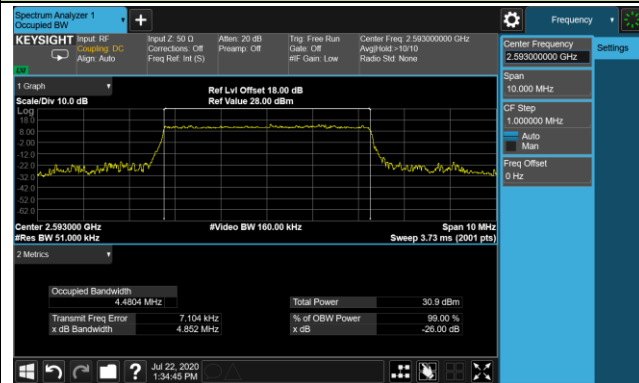 Spectrum Analyzer 1
Occupied BW
Frequency
KEYSIGHT
Input: RF
Coupling: DC
Align: Auto
Input Z: 50 Ω
Corrections: Off
Freq Ref: Int (S)
Atten: 20 dB
Preamp: Off
Trig: Free Run
Gate: Off
#IF Gain: Low
Center Freq: 2.593000000 GHz
Avg|Hold:>10/10
Radio Std: None
Center Frequency
2.593000000 GHz
Settings
Span
10.000 MHz
CF Step
1.000000 MHz
Auto
Man
Freq Offset
0 Hz
1 Graph
Scale/Div 10.0 dB
Ref Lvl Offset 18.00 dB
Ref Value 28.00 dBm
Log
18.0
8.00
-2.00
-12.0
-22.0
-32.0
-42.0
-52.0
-62.0
Center 2.593000 GHz
#Res BW 51.000 kHz
#Video BW 160.00 kHz
Span 10 MHz
Sweep 3.73 ms (2001 pts)
2 Metrics
Occupied Bandwidth
4.4804 MHz
Total Power 30.9 dBm
Transmit Freq Error 7.104 kHz
% of OBW Power 99.00 %
x dB Bandwidth 4.852 MHz
x dB -26.00 dB
?
Jul 22, 2020
1:34:45 PM